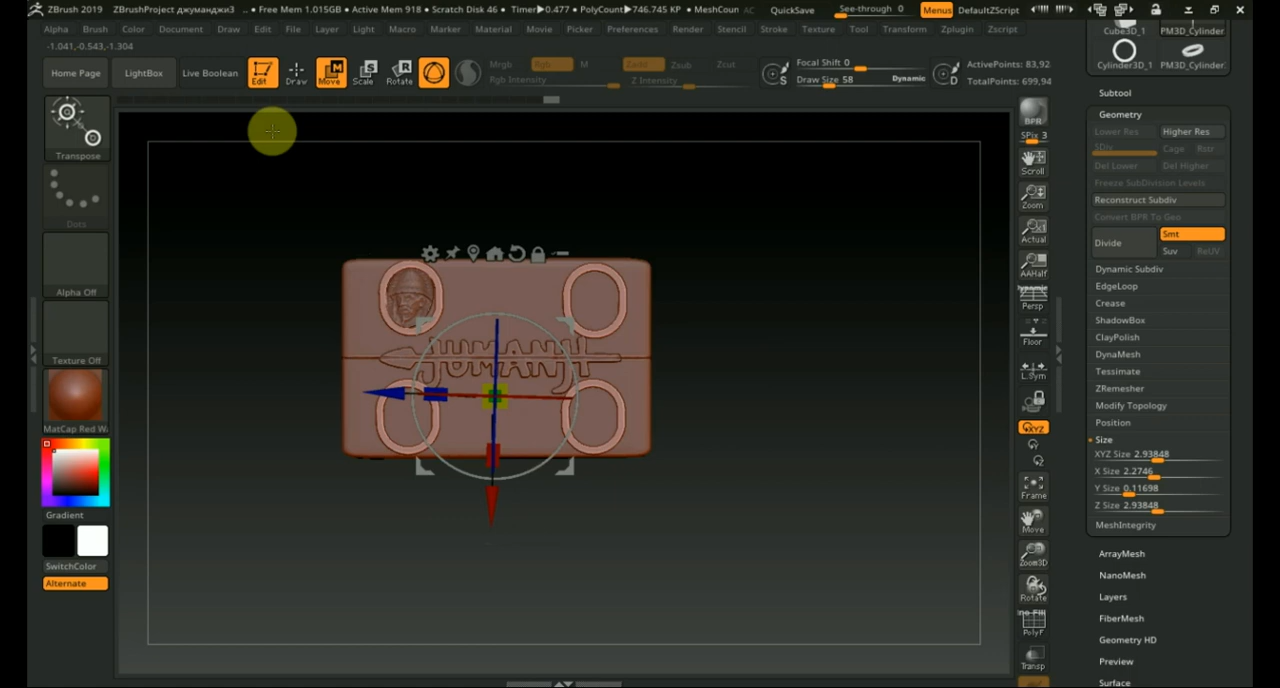 ZBrush 2019 ZBrushProject джуманджи3 .. • Free Mem 1.015GB • Active Mem 918 • Scratch Disk 46 • Timer▶0.477 • PolyCount▶746.745 KP • MeshCoun AC QuickSave See-through 0 Menus DefaultZScript
Alpha Brush Color Document Draw Edit File Layer Light Macro Marker Material Movie Picker Preferences Render Stencil Stroke Texture Tool Transform Zplugin Zscript
-1.041,-0.543,-1.304
Home Page LightBox Live Boolean Edit Draw Move Scale Rotate
Mrgb Rgb M Zadd Zsub Zcut
Rgb Intensity Z Intensity
Focal Shift 0
Draw Size 58 Dynamic
ActivePoints: 83,92
TotalPoints: 699,94
Transpose
Dots
Alpha Off
Texture Off
MatCap Red W
Gradient
SwitchColor
Alternate
JUMANJI
BPR
SPix 3
Scroll
Zoom
Actual
AAHalf
Dynamic
Persp
Floor
L.Sym
XYZ
Frame
Move
Zoom3D
Rotate
PolyF
Transp
Cube3D_1 PM3D_Cylinder
Cylinder3D_1 PM3D_Cylinder
Subtool
Geometry
Lower Res Higher Res
SDiv Cage Rstr
Del Lower Del Higher
Freeze SubDivision Levels
Reconstruct Subdiv
Convert BPR To Geo
Divide Smt
Suv ReUV
Dynamic Subdiv
EdgeLoop
Crease
ShadowBox
ClayPolish
DynaMesh
Tessimate
ZRemesher
Modify Topology
Position
Size
XYZ Size 2.93848
X Size 2.2746
Y Size 0.11698
Z Size 2.93848
MeshIntegrity
ArrayMesh
NanoMesh
Layers
FiberMesh
Geometry HD
Preview
Surface